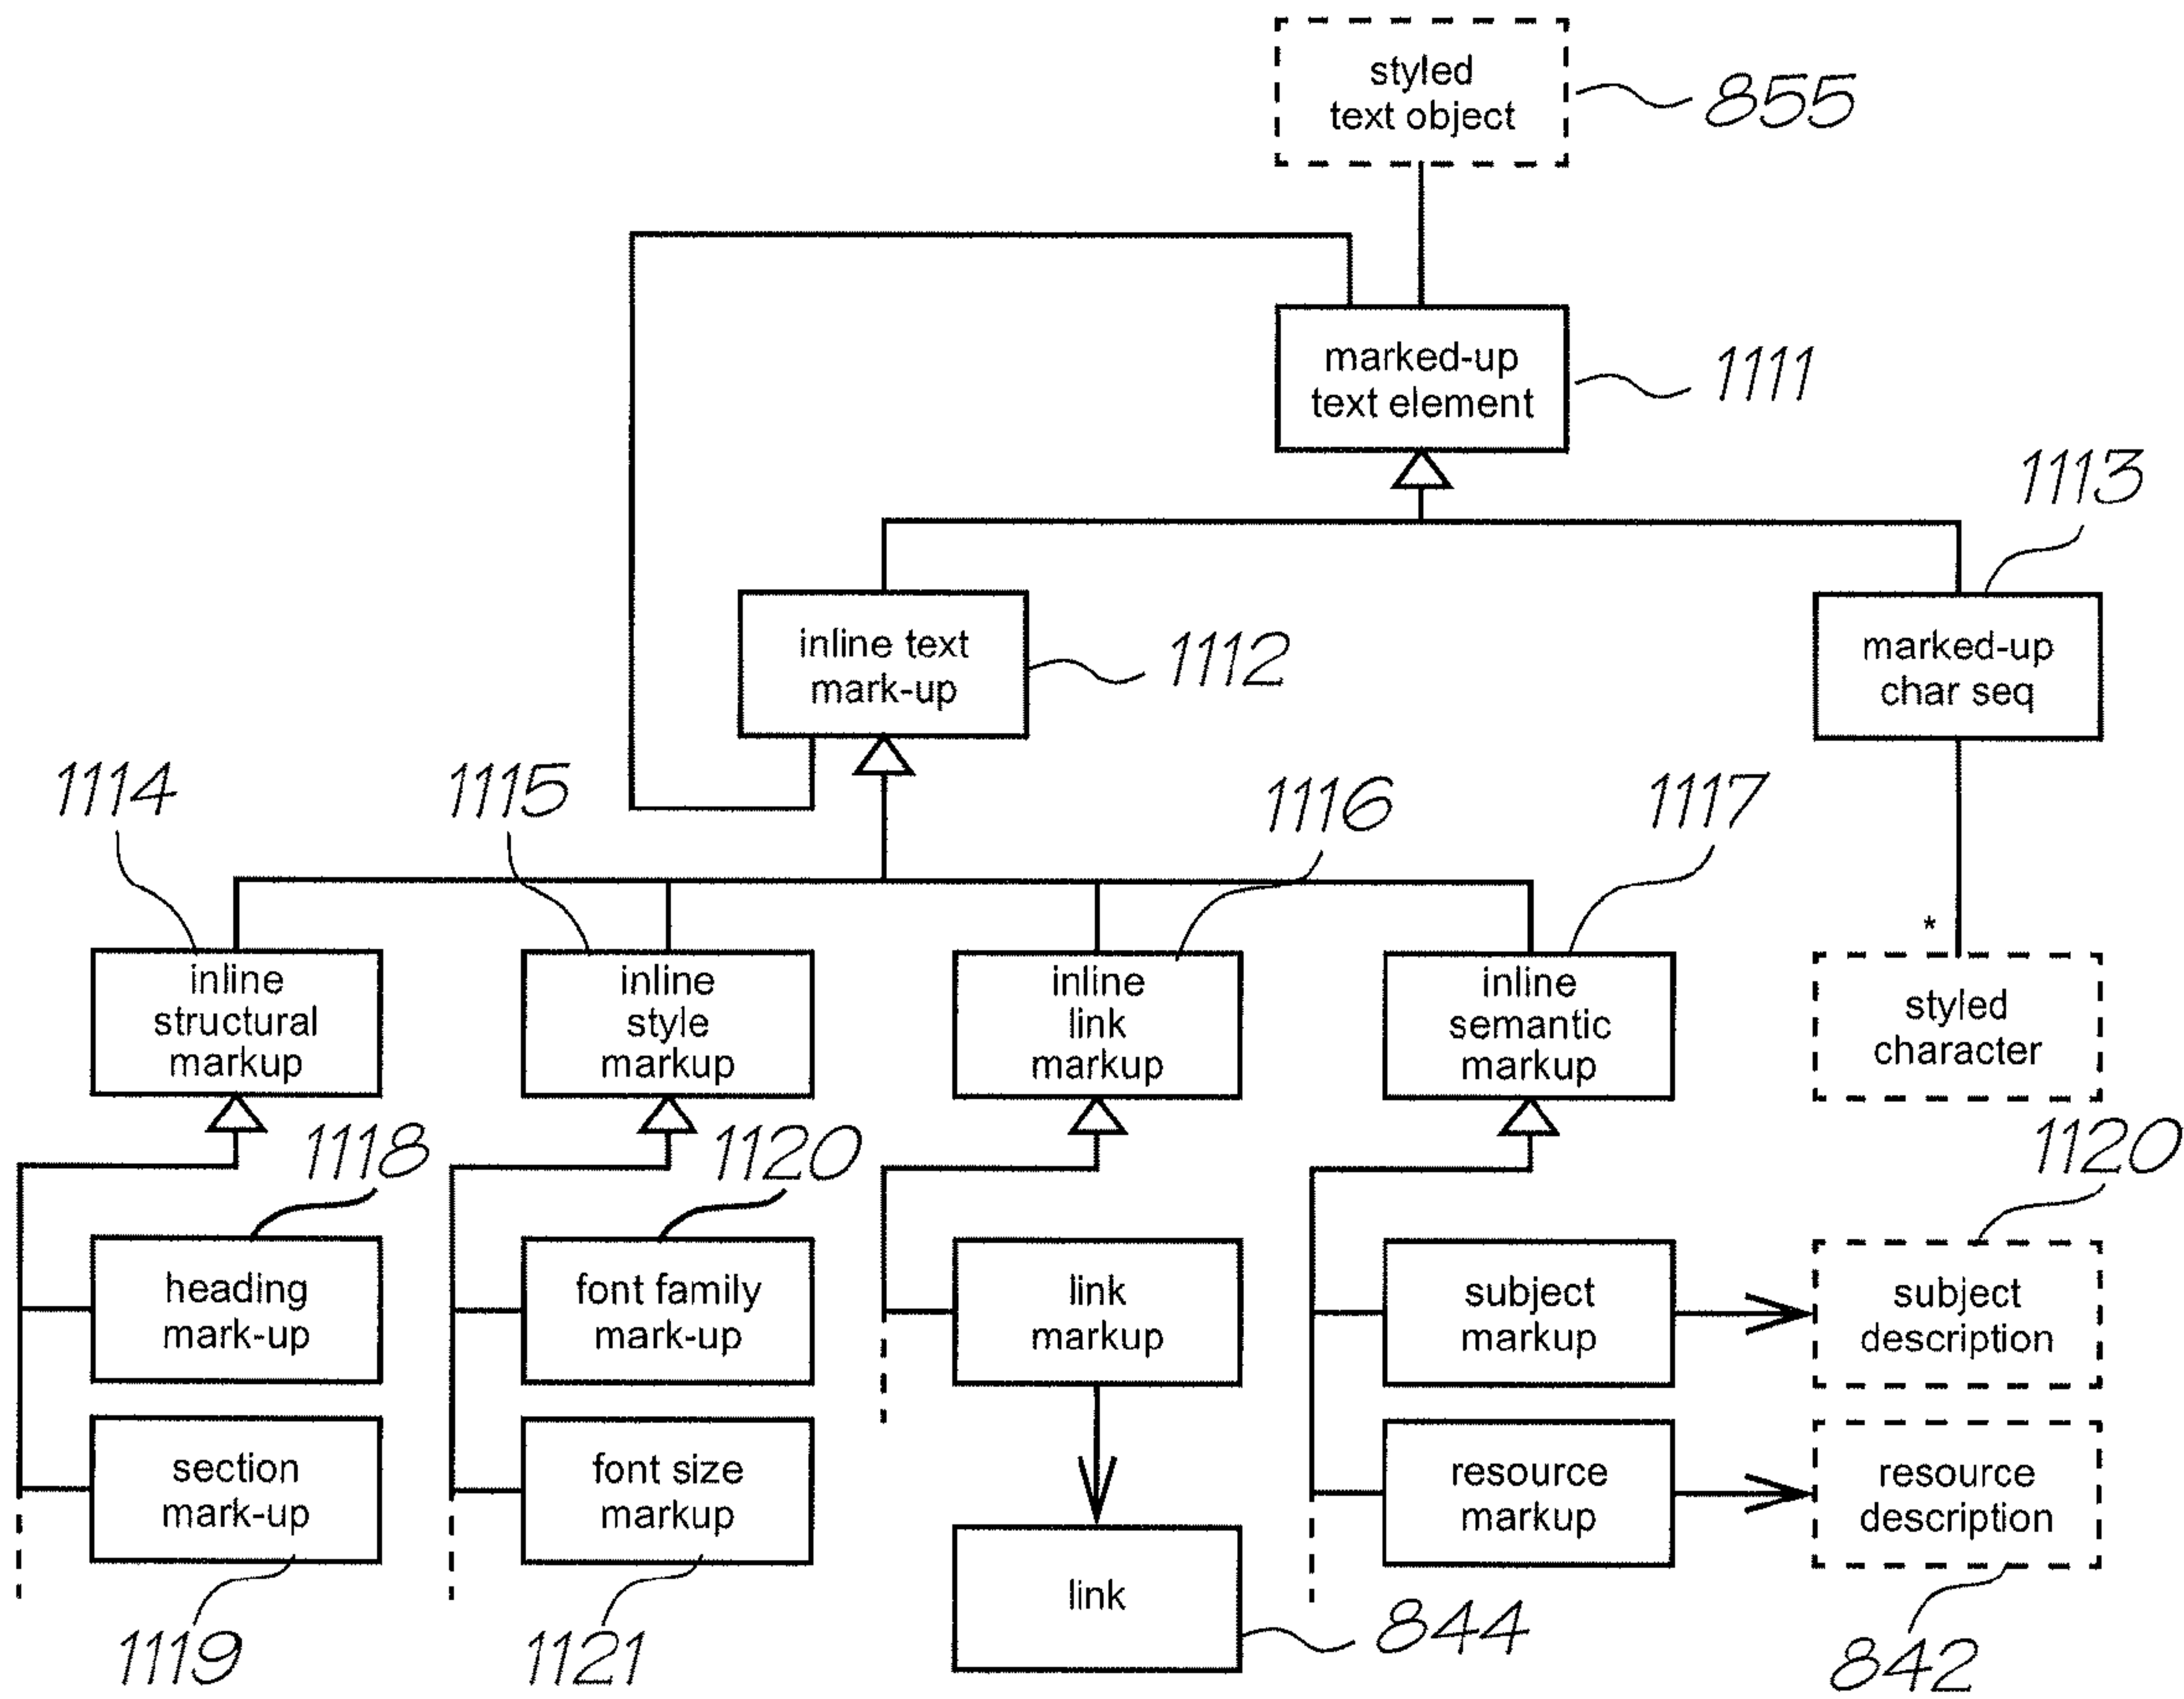 styled
text object
855
marked-up
text element
1111
1113
inline text
mark-up
1112
marked-up
char seq
1114
1115
1116
1117
*
inline
structural
markup
inline
style
markup
inline
link
markup
inline
semantic
markup
styled
character
1118
1120
1120
heading
mark-up
font family
mark-up
link
markup
subject
markup
subject
description
section
mark-up
font size
markup
resource
markup
resource
description
link
1119
1121
844
842